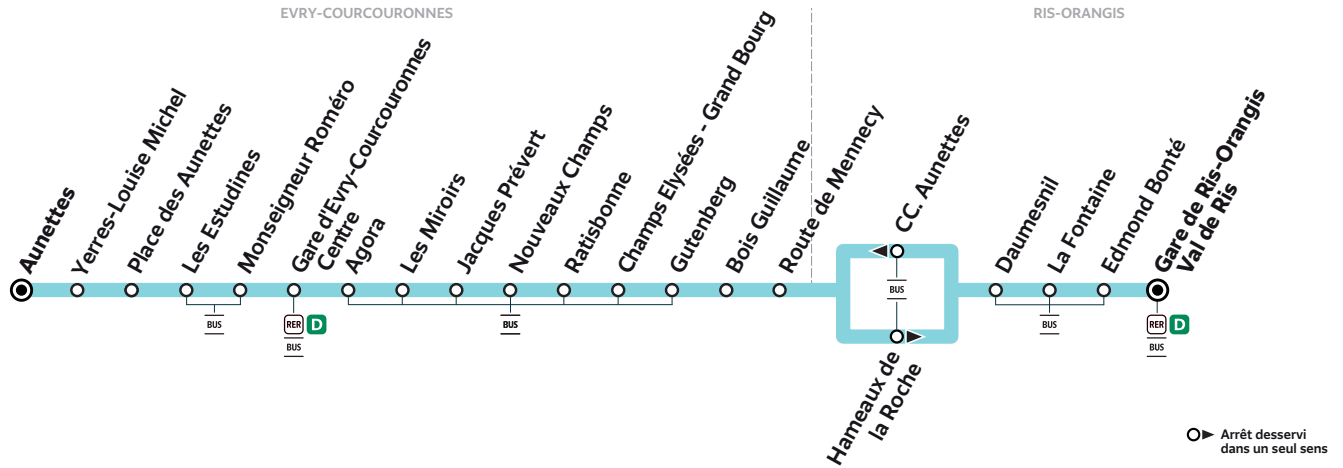 EVRY-COURCOURONNES
RIS-ORANGIS
Aunettes
Yerres-Louise Michel
Place des Aunettes
Les Estudines
Monseigneur Roméro
Gare d'Evry-Courcouronnes
Centre
Agora
Les Miroirs
Jacques Prévert
Nouveaux Champs
Ratisbonne
Champs Elysées - Grand Bourg
Gutenberg
Bois Guillaume
Route de Mennecy
CC. Aunettes
Hameaux de
la Roche
Daumesnil
La Fontaine
Edmond Bonté
Gare de Ris-Orangis
Val de Ris
BUS
RER D
BUS
BUS
BUS
BUS
RER D
BUS
Arrêt desservi
dans un seul sens